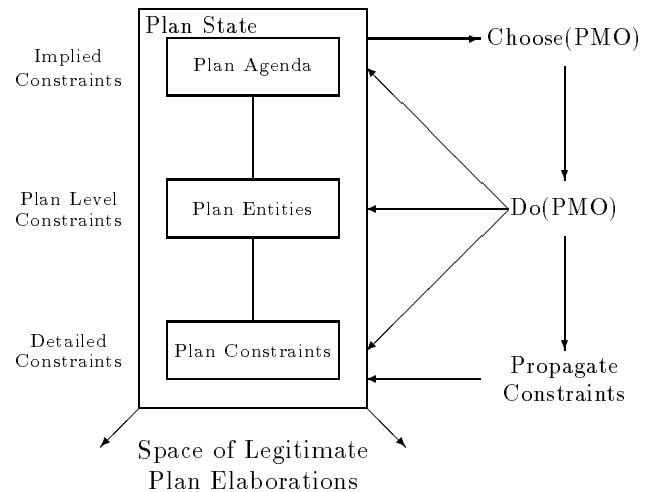 Plan State
Implied
Constraints
Plan Agenda
Choose(PMO)
Plan Level
Constraints
Plan Entities
Do(PMO)
Detailed
Constraints
Plan Constraints
Propagate
Constraints
Space of Legitimate
Plan Elaborations